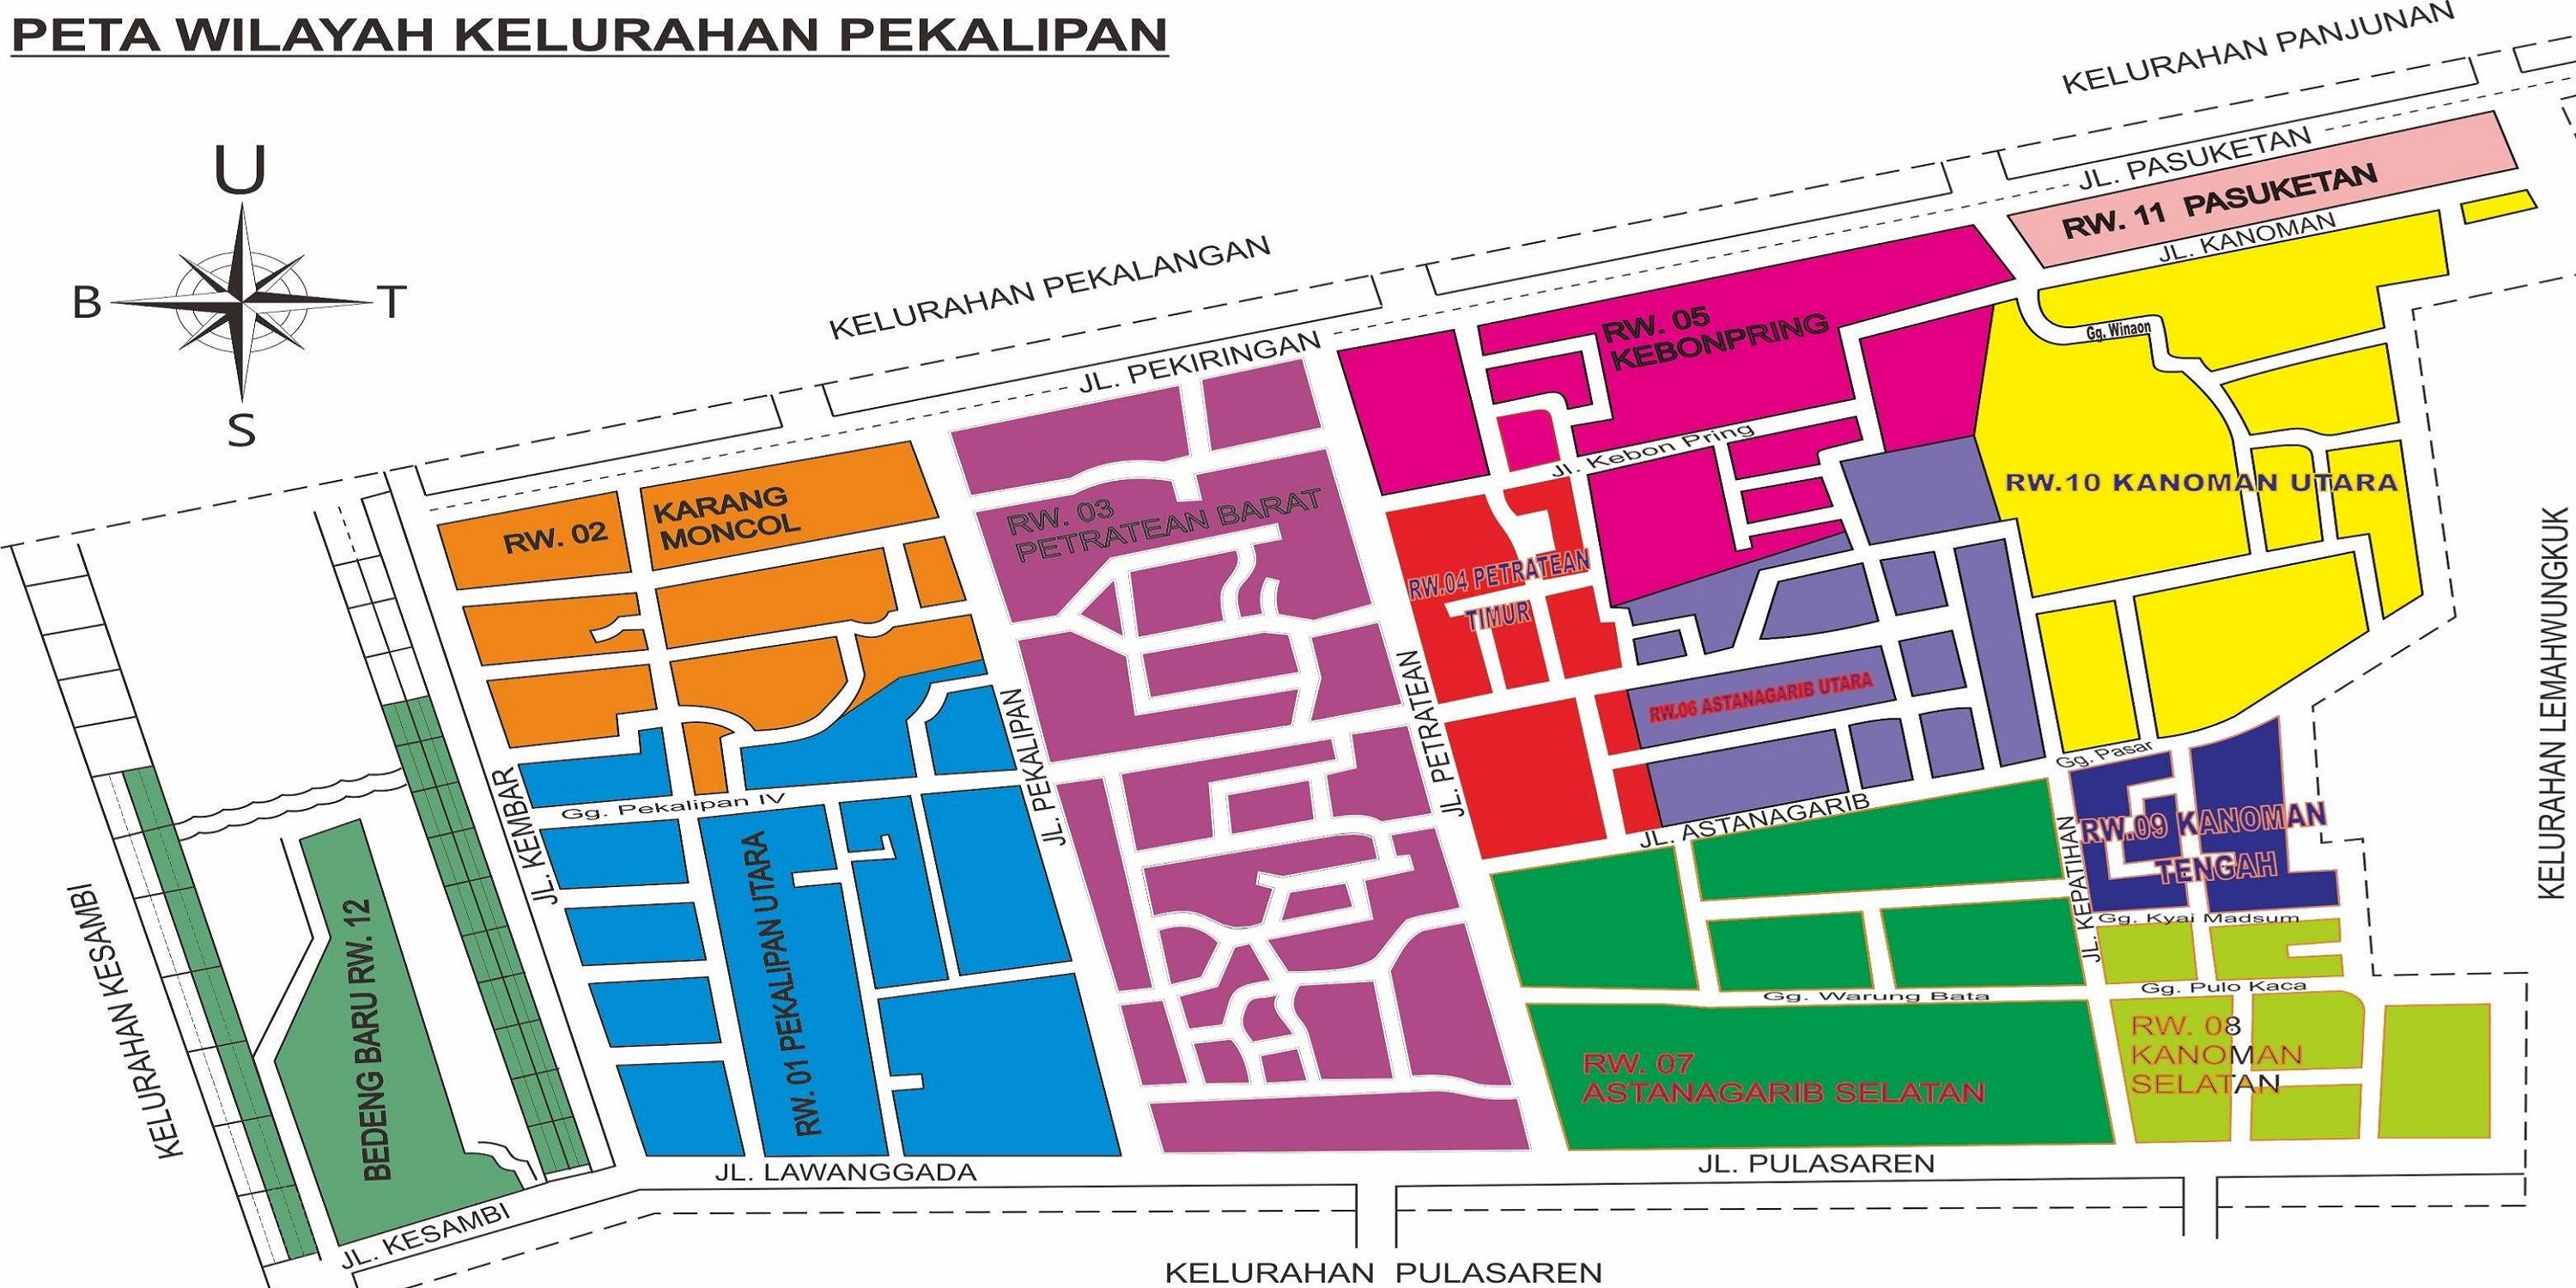 PETA WILAYAH KELURAHAN PEKALIPAN
KELURAHAN PANJUNAN
U
B
T
S
JL. PASUKETAN
RW. 11 PASUKETAN
JL. KANOMAN
KELURAHAN PEKALANGAN
JL. PEKIRINGAN
RW. 05
KEBONPRING
Gg. Winaon
Jl. Kebon Pring
RW. 02
KARANG
MONCOL
RW. 03
PETRATEAN BARAT
RW.10 KANOMAN UTARA
RW.04 PETRATEAN
TIMUR
RW.06 ASTANAGARIB UTARA
KELURAHAN LEMAHWUNGKUK
JL. KEMBAR
JL. PEKALIPAN
JL. PETRATEAN
Gg. Pekalipan IV
Gg. Pasar
JL. ASTANAGARIB
JL. KEPATIHAN
RW.09 KANOMAN
TENGAH
Gg. Kyai Madsum
KELURAHAN KESAMBI
BEDENG BARU RW. 12
RW. 01 PEKALIPAN UTARA
Gg. Warung Bata
Gg. Pulo Kaca
RW. 08
KANOMAN
SELATAN
RW. 07
ASTANAGARIB SELATAN
JL. KESAMBI
JL. LAWANGGADA
JL. PULASAREN
KELURAHAN PULASAREN